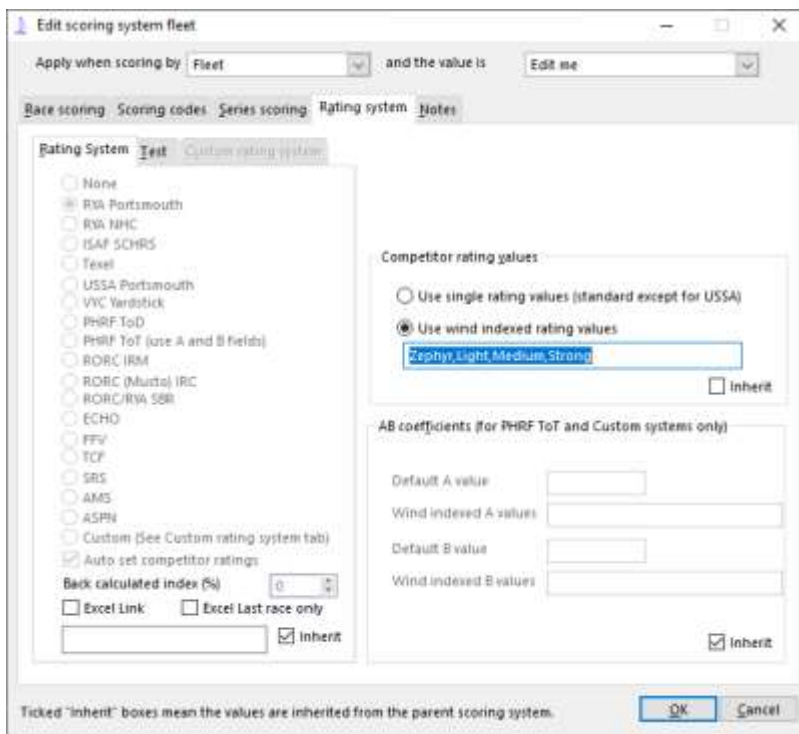 Edit scoring system fleet
Apply when scoring by Fleet and the value is Edit me
Race scoring Scoring codes Series scoring Rating system Notes
Rating System Test Custom rating system
None
RYA Portsmouth
RYA NHC
ISAF SCHRS
Texel
USSA Portsmouth
VYC Yardstick
PHRF ToD
PHRF ToT (use A and B fields)
RORC IRM
RORC (Musto) IRC
RORC/RYA SBR
ECHO
FFV
TCF
SRS
AMS
ASPN
Custom (See Custom rating system tab)
Auto set competitor ratings
Back calculated index (%) 0
Excel Link Excel Last race only
Inherit
Competitor rating values
Use single rating values (standard except for USSA)
Use wind indexed rating values
Zephyr,Light,Medium,Strong
Inherit
AB coefficients (for PHRF ToT and Custom systems only)
Default A value
Wind indexed A values
Default B value
Wind indexed B values
Inherit
Ticked "Inherit" boxes mean the values are inherited from the parent scoring system.
OK Cancel